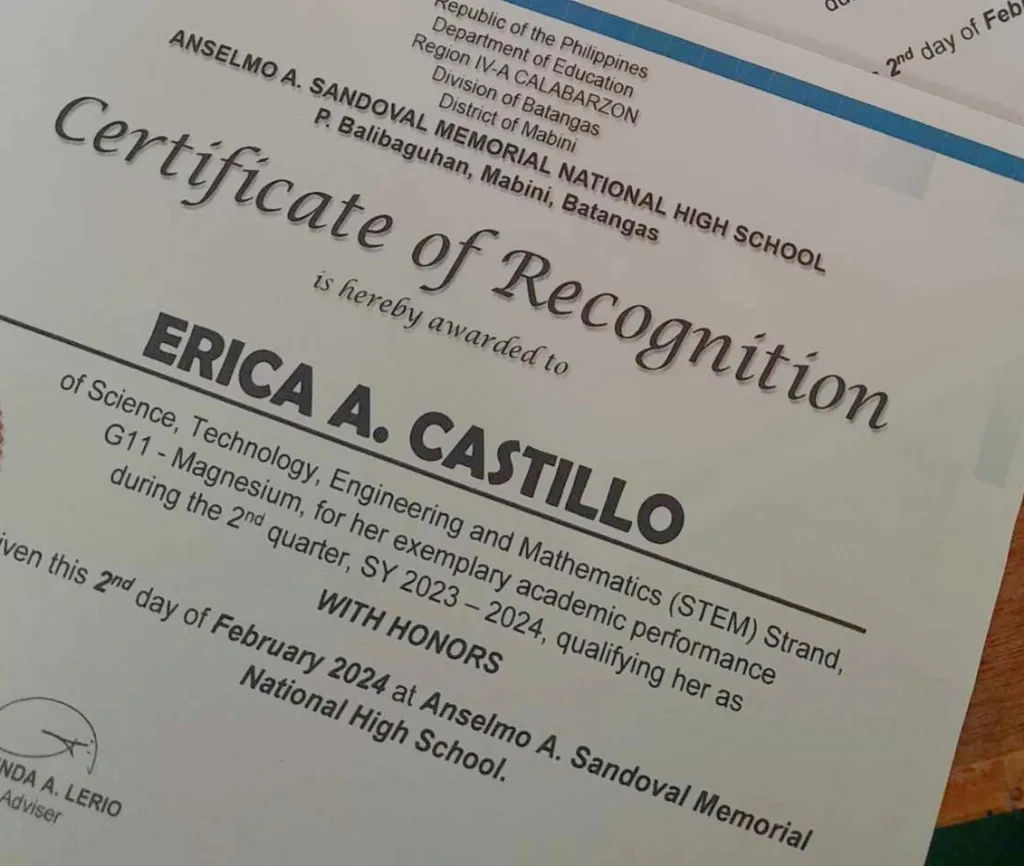 Republic of the Philippines
Department of Education
Region IV-A CALABARZON
Division of Batangas
District of Mabini
ANSELMO A. SANDOVAL MEMORIAL NATIONAL HIGH SCHOOL
P. Balibaguhan, Mabini, Batangas
Certificate of Recognition
is hereby awarded to
ERICA A. CASTILLO
of Science, Technology, Engineering and Mathematics (STEM) Strand,
G11 - Magnesium, for her exemplary academic performance
during the 2nd quarter, SY 2023 – 2024, qualifying her as
WITH HONORS
this 2nd day of February 2024 at Anselmo A. Sandoval Memorial
National High School.
A. LERIO
Adviser
2nd day of